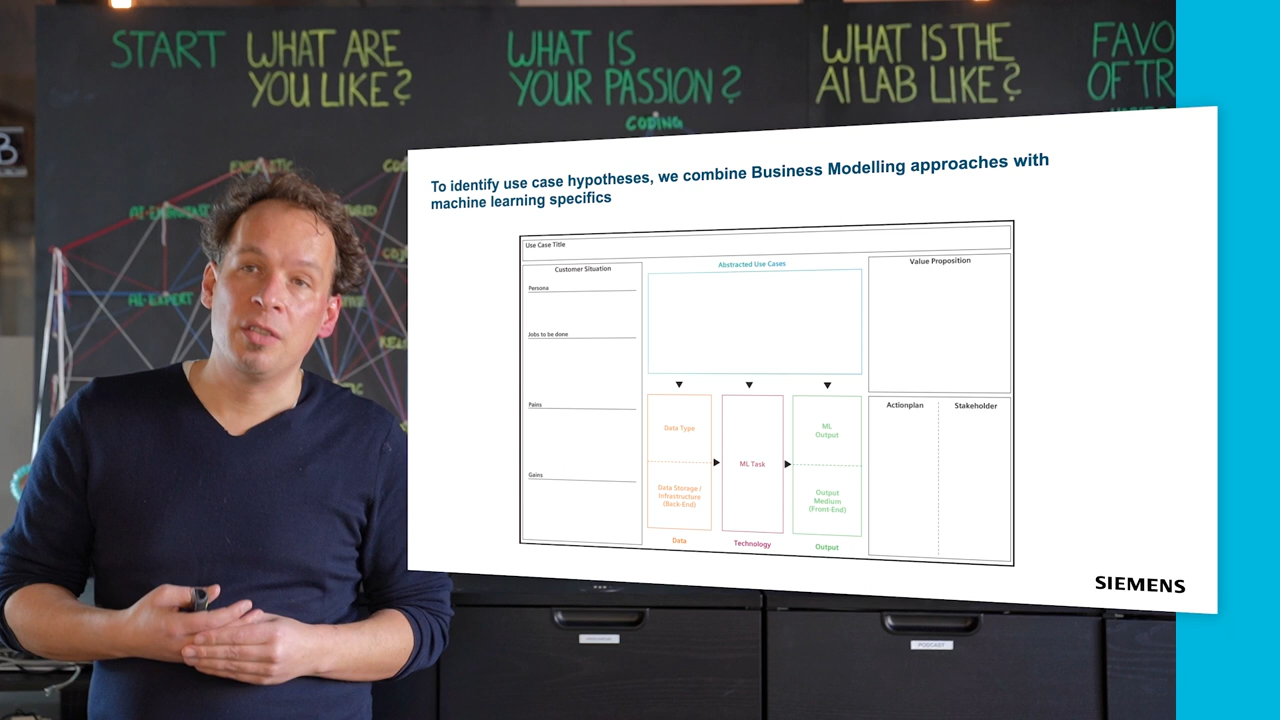 START
WHAT ARE
YOU LIKE?
WHAT IS
YOUR PASSION?
CODING
WHAT IS THE
AI LAB LIKE?
FAVO
OF TR
B
ENERGETIC
AI-EXPERT
To identify use case hypotheses, we combine Business Modelling approaches with
machine learning specifics
Use Case Title
Customer Situation
Persona
Jobs to be done
Pains
Gains
Abstracted Use Cases
Data Type
Data Storage /
Infrastructure
(Back-End)
Data
ML Task
Technology
ML
Output
Output
Medium
(Front-End)
Output
Value Proposition
Actionplan
Stakeholder
SIEMENS
PODCAST